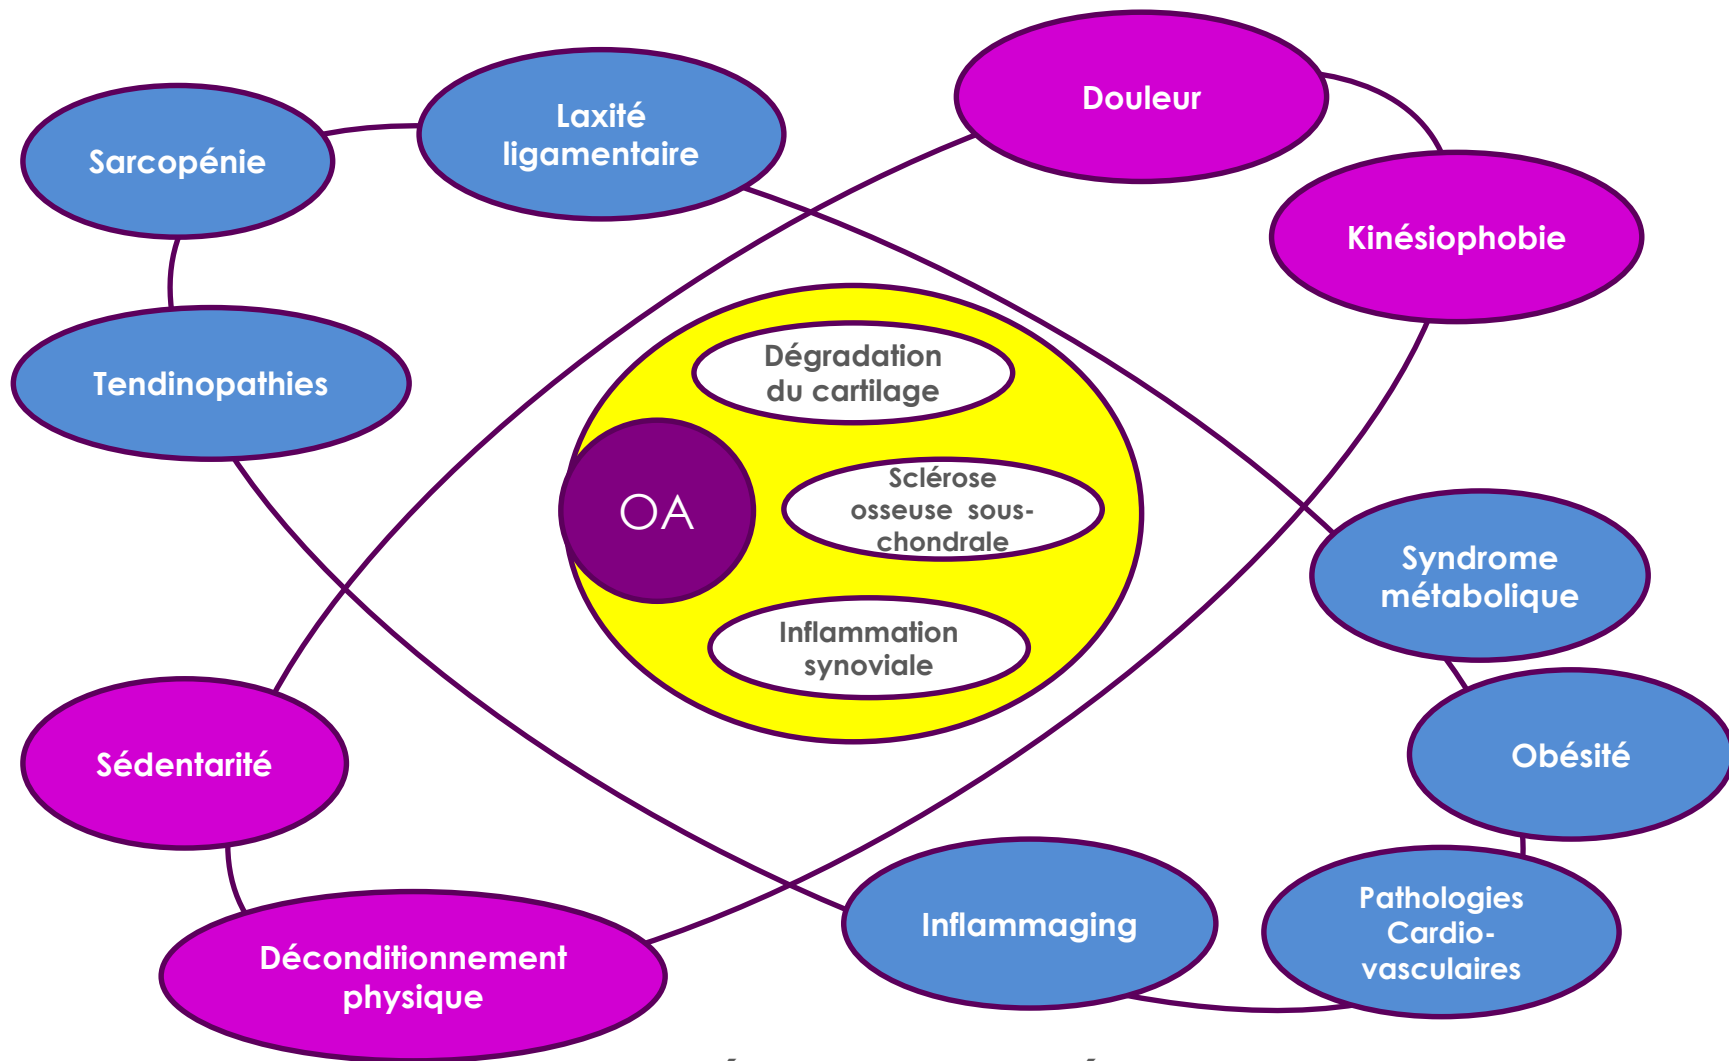 Douleur
Laxité
ligamentaire
Sarcopénie
Kinésiophobie
Dégradation
du cartilage
Tendinopathies
Sclérose
osseuse sous-
chondrale
OA
Syndrome
métabolique
Inflammation
synoviale
Obésité
Sédentarité
Pathologies
Cardio-
vasculaires
Inflammaging
Déconditionnement
physique